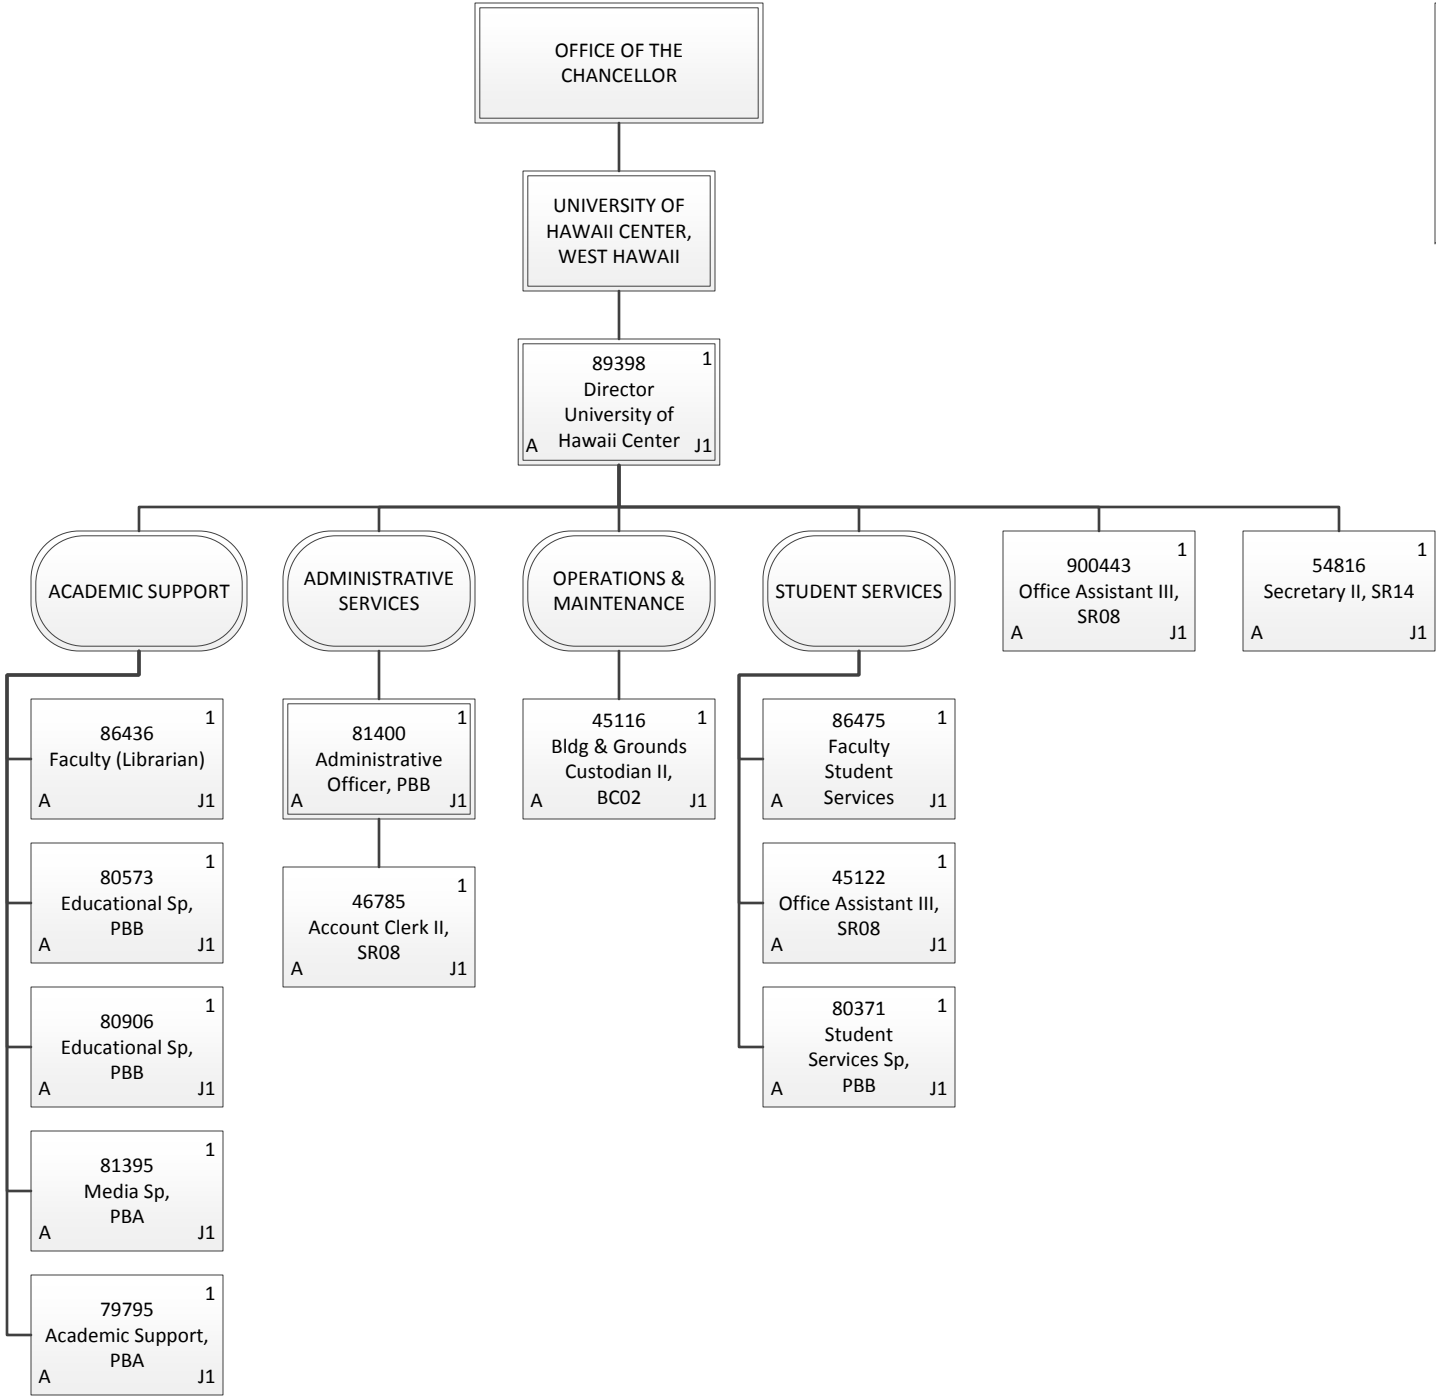 OFFICE OF THE
CHANCELLOR
UNIVERSITY OF
HAWAII CENTER,
WEST HAWAII
89398
1
Director
University of
Hawaii Center
A
J1
ACADEMIC SUPPORT
ADMINISTRATIVE
SERVICES
OPERATIONS &
MAINTENANCE
STUDENT SERVICES
900443
1
Office Assistant III,
SR08
A
J1
54816
1
Secretary II, SR14
A
J1
86436
1
Faculty (Librarian)
A
J1
80573
1
Educational Sp,
PBB
A
J1
80906
1
Educational Sp,
PBB
A
J1
81395
1
Media Sp,
PBA
A
J1
79795
1
Academic Support,
PBA
A
J1
81400
1
Administrative
Officer, PBB
A
J1
46785
1
Account Clerk II,
SR08
A
J1
45116
1
Bldg & Grounds
Custodian II,
BC02
A
J1
86475
1
Faculty
Student
Services
A
J1
45122
1
Office Assistant III,
SR08
A
J1
80371
1
Student
Services Sp,
PBB
A
J1